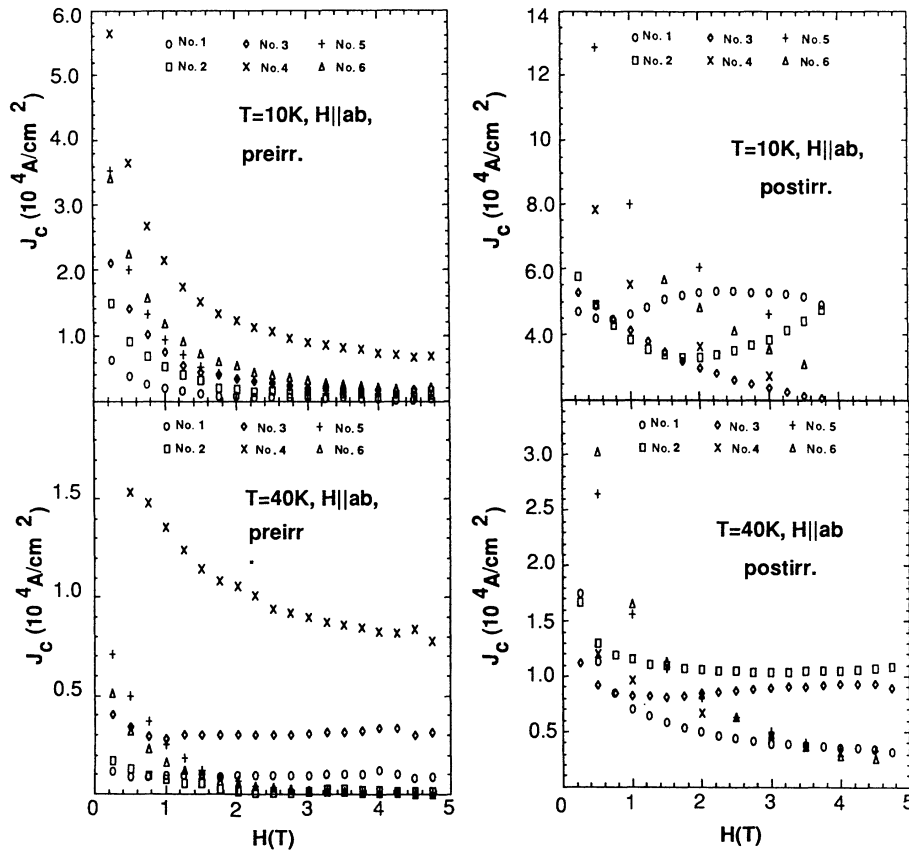 6.0
5.0
4.0
3.0
2.0
1.0
J_c (10^4 A/cm^2)
No. 1 No. 3 No. 5
No. 2 No. 4 No. 6
T=10K, H||ab,
preirr.
14
12
10
8.0
6.0
4.0
J_c (10^4 A/cm^2)
No. 1 No. 3 No. 5
No. 2 No. 4 No. 6
T=10K, H||ab,
postirr.
1.5
1.0
0.5
0 1 2 3 4 5
J_c (10^4 A/cm^2)
H(T)
No. 1 No. 3 No. 5
No. 2 No. 4 No. 6
T=40K, H||ab,
preirr
3.0
2.5
2.0
1.5
1.0
0.5
0 1 2 3 4 5
J_c (10^4 A/cm^2)
H(T)
No. 1 No. 3 No. 5
No. 2 No. 4 No. 6
T=40K, H||ab
postirr.